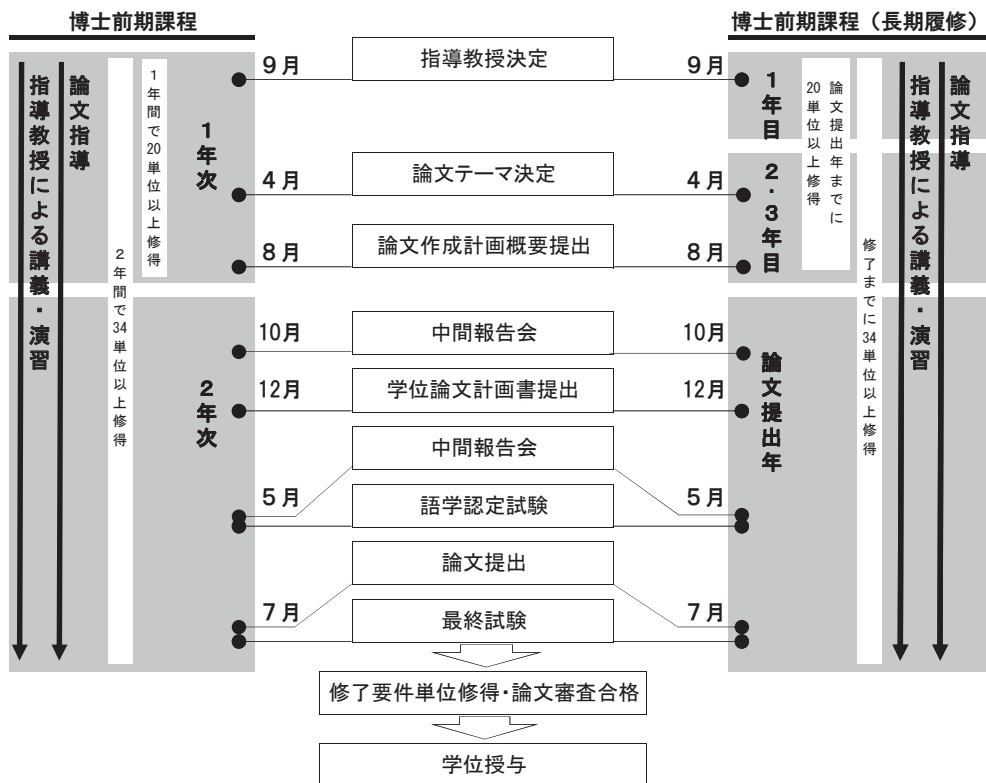 博士前期課程
指導教授による講義・演習
論文指導
2年間で34単位以上修得
1年間で20単位以上修得
1年次
2年次
9月
4月
8月
10月
12月
5月
7月
指導教授決定
論文テーマ決定
論文作成計画概要提出
中間報告会
学位論文計画書提出
中間報告会
語学認定試験
論文提出
最終試験
修了要件単位修得・論文審査合格
学位授与
博士前期課程（長期履修）
9月
4月
8月
10月
12月
5月
7月
1年目
2・3年目
論文提出年
論文提出年までに
20単位以上修得
修了までに34単位以上修得
論文指導
指導教授による講義・演習